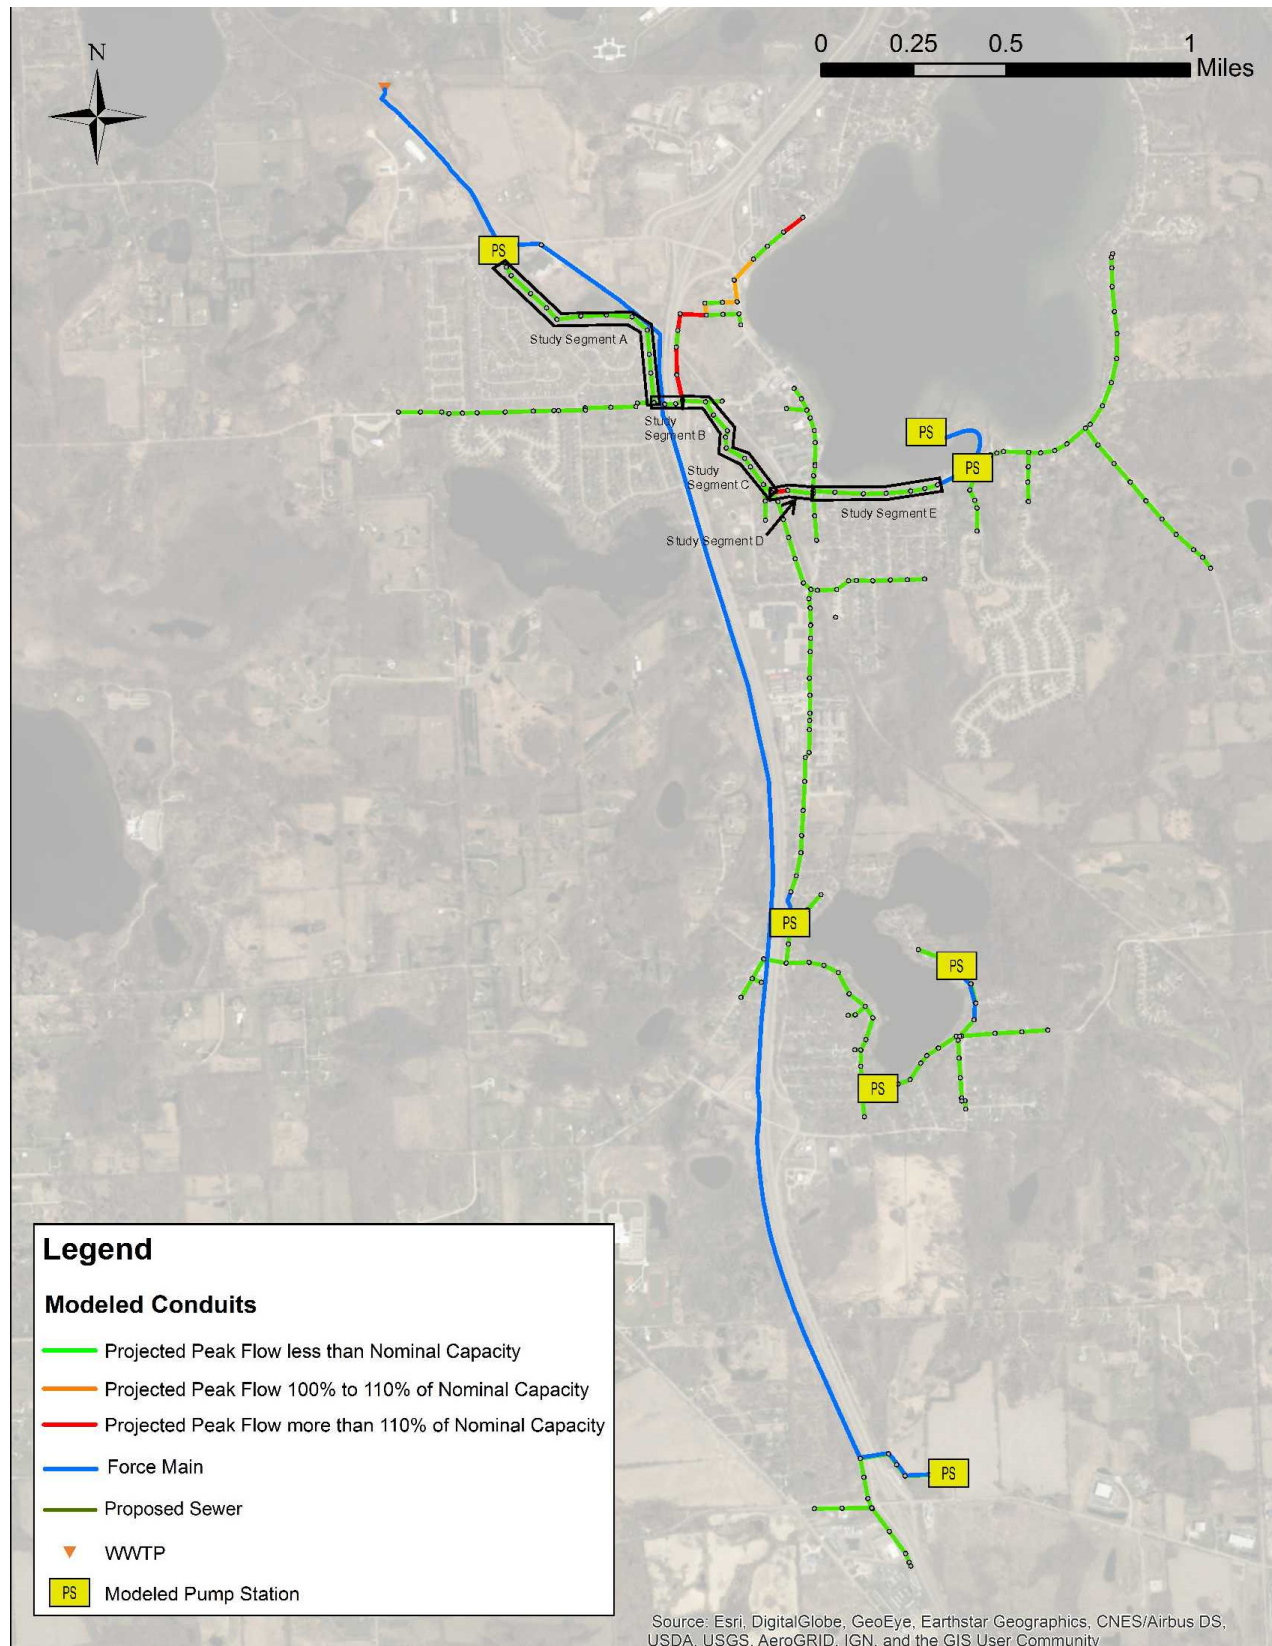 N
0 0.25 0.5 1
Miles
PS
Study Segment A
Study
Segment B
PS
PS
Study
Segment C
Study Segment E
Study Segment D
PS
PS
PS
Legend
Modeled Conduits
Projected Peak Flow less than Nominal Capacity
Projected Peak Flow 100% to 110% of Nominal Capacity
Projected Peak Flow more than 110% of Nominal Capacity
Force Main
PS
Proposed Sewer
WWTP
PS Modeled Pump Station
Source: Esri, DigitalGlobe, GeoEye, Earthstar Geographics, CNES/Airbus DS,
USDA, USGS, AeroGRID, IGN, and the GIS User Community